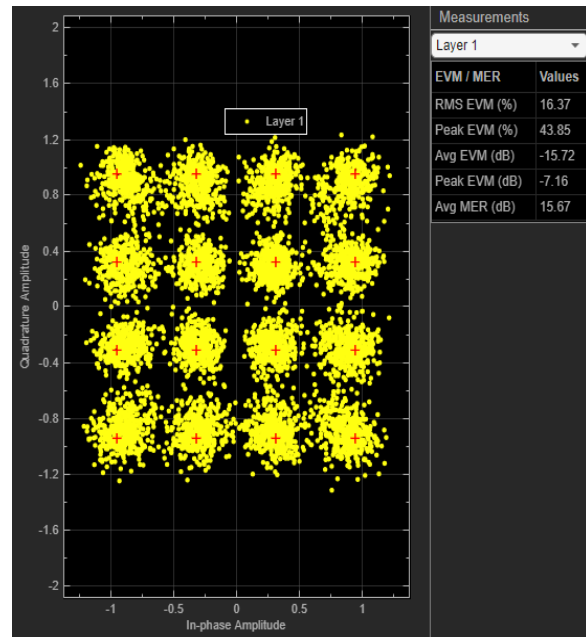 Measurements
Layer 1
EVM / MER Values
RMS EVM (%) 16.37
Peak EVM (%) 43.85
Avg EVM (dB) -15.72
Peak EVM (dB) -7.16
Avg MER (dB) 15.67
Layer 1
2
1.6
1.2
0.8
0.4
0
-0.4
-0.8
-1.2
-1.6
-2
Quadrature Amplitude
-1 -0.5 0 0.5 1
In-phase Amplitude